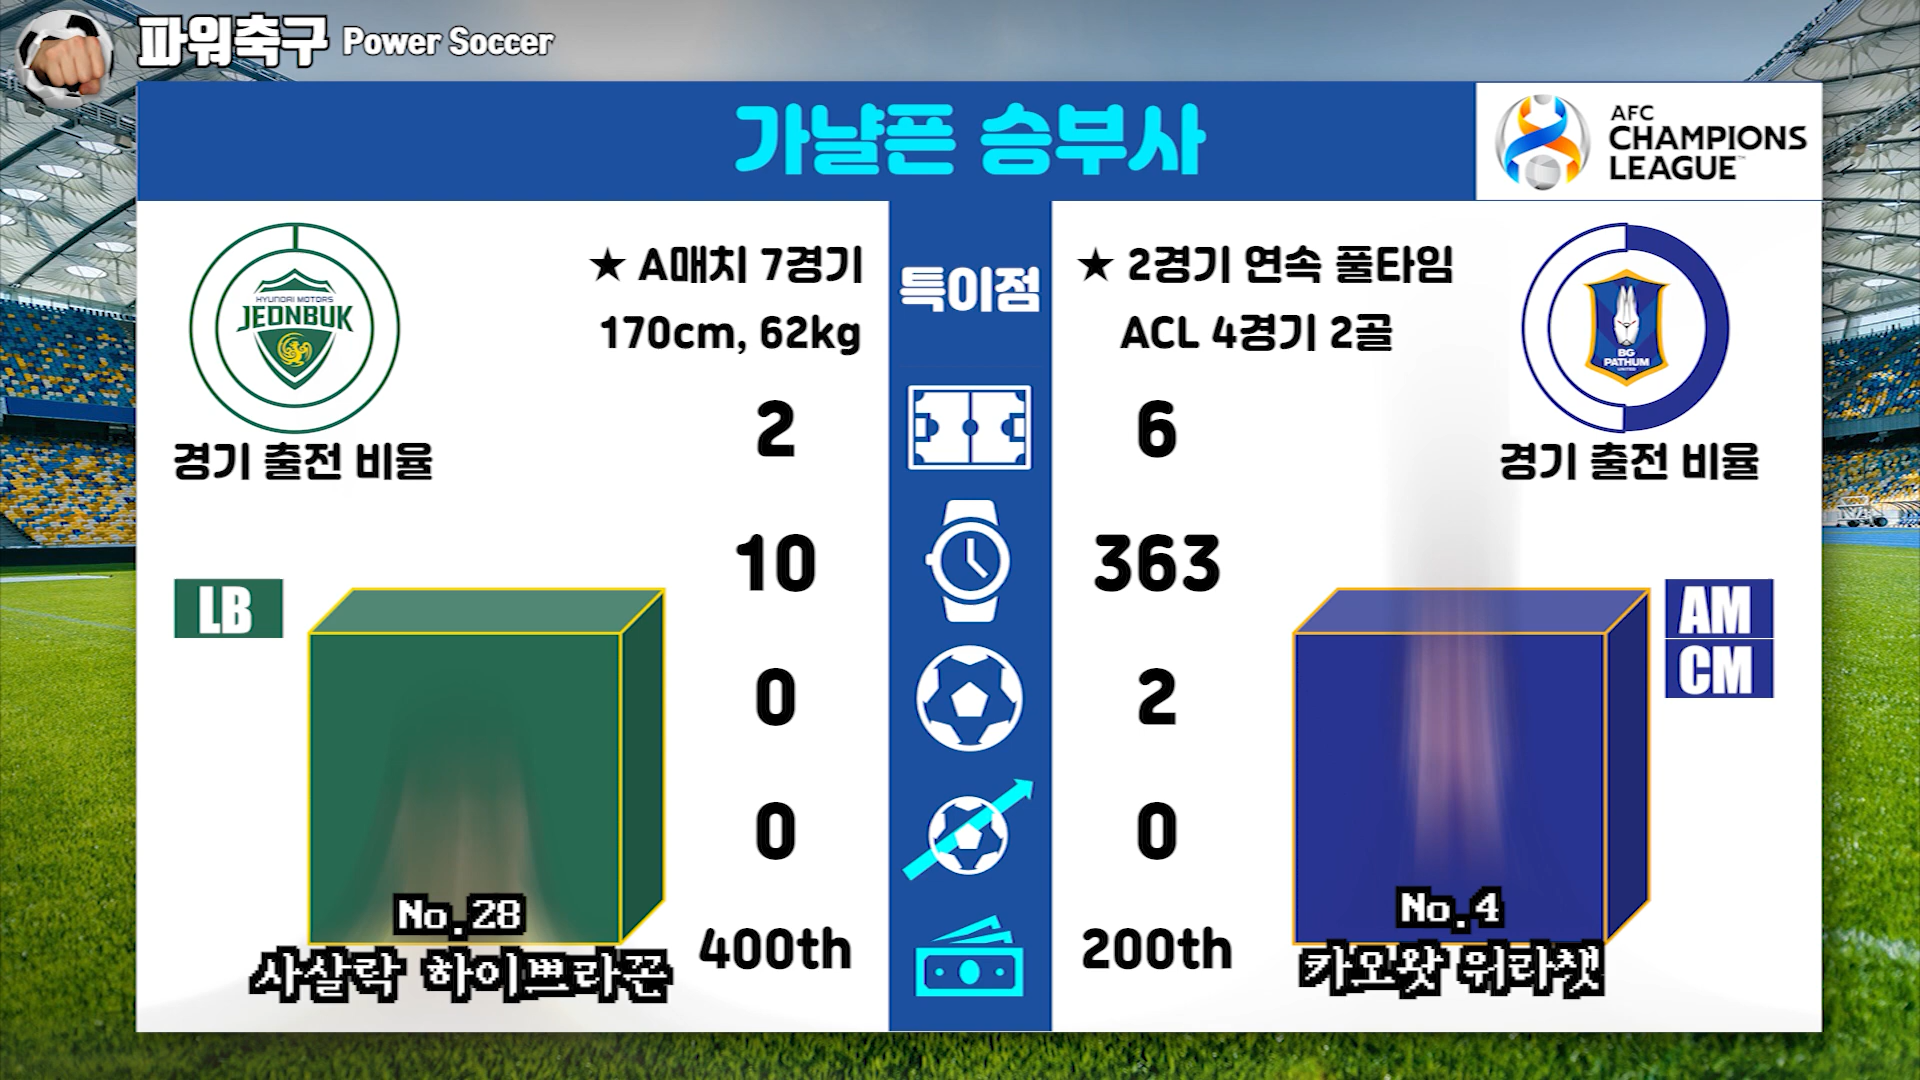 파워축구 Power Soccer
가냘픈 승부사
AFC
CHAMPIONS
LEAGUE™
HYUNDAI MOTORS
JEONBUK
★ A매치 7경기
170cm, 62kg
특이점
★ 2경기 연속 풀타임
ACL 4경기 2골
BG
PATHUM
UNITED
경기 출전 비율
2
6
경기 출전 비율
10
363
LB
AM
CM
0
2
0
0
No.28
사살락 하이쁘라꼰
400th
200th
No.4
카오왓 위라챗